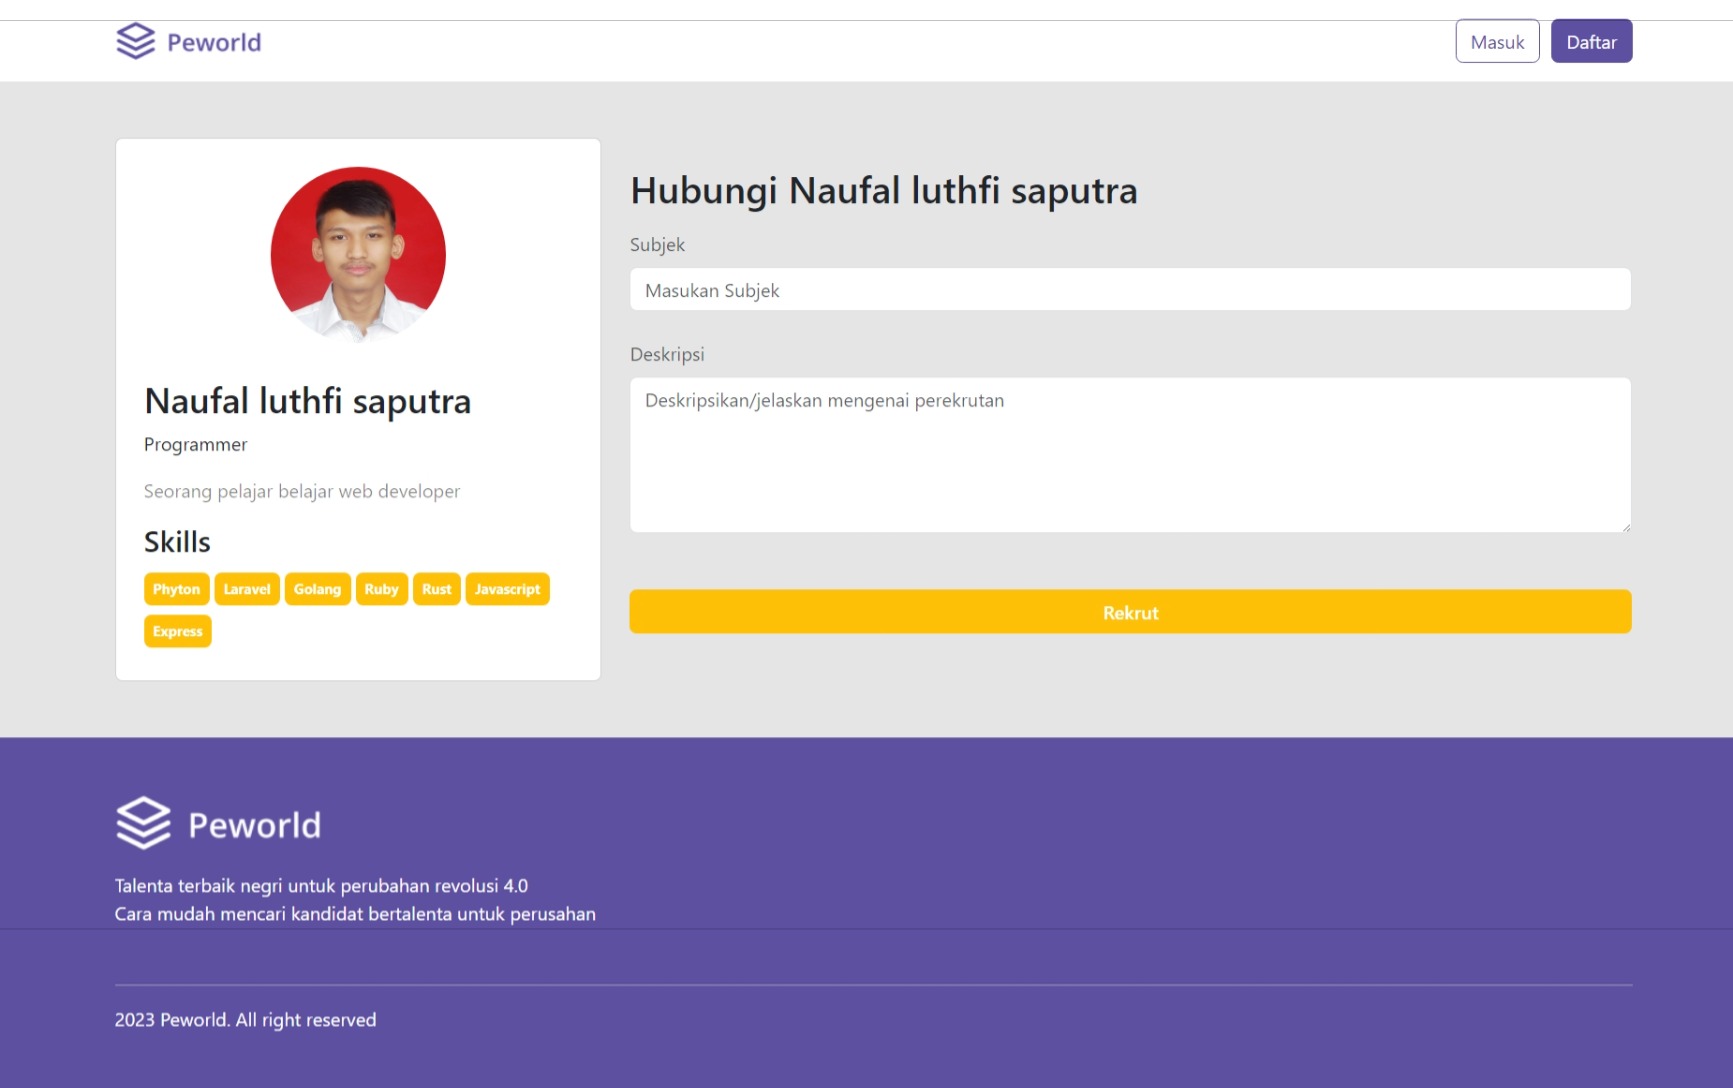 Peworld
Masuk
Daftar
Naufal luthfi saputra
Programmer
Seorang pelajar belajar web developer
Skills
Phyton
Laravel
Golang
Ruby
Rust
Javascript
Express
Hubungi Naufal luthfi saputra
Subjek
Masukan Subjek
Deskripsi
Deskripsikan/jelaskan mengenai perekrutan
Rekrut
Peworld
Talenta terbaik negri untuk perubahan revolusi 4.0
Cara mudah mencari kandidat bertalenta untuk perusahan
2023 Peworld. All right reserved